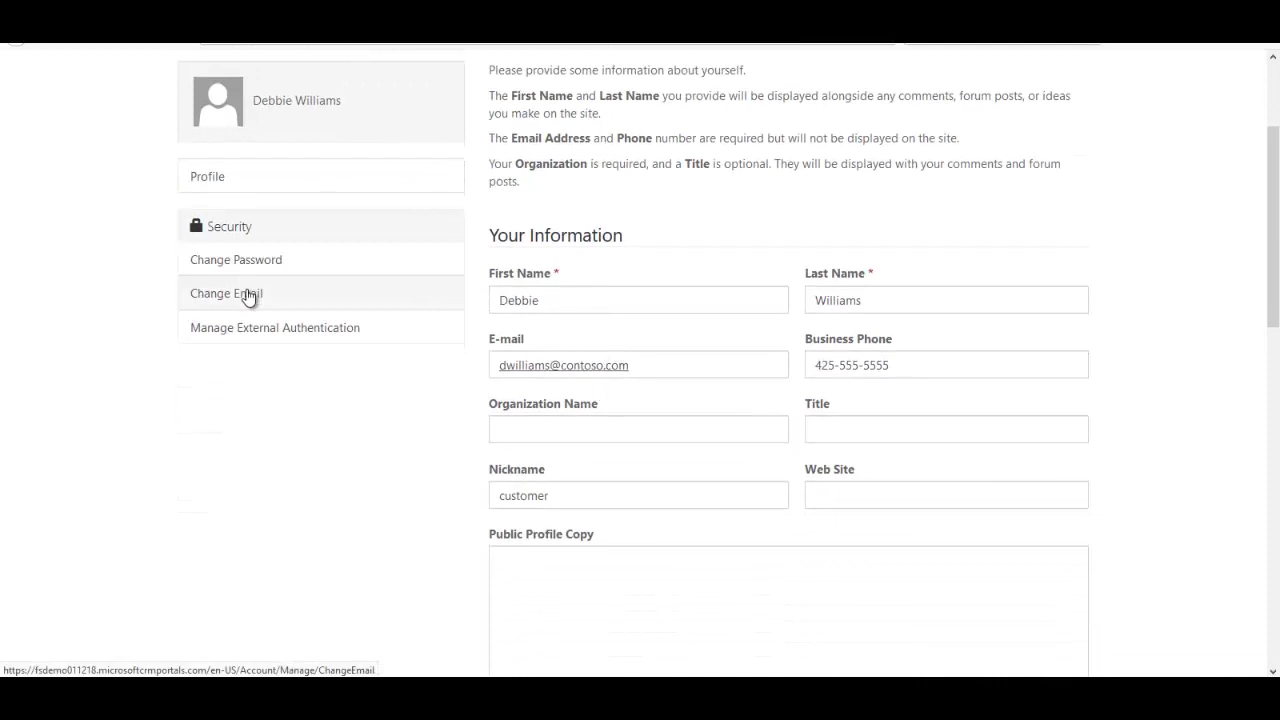 Debbie Williams
Profile
Security
Change Password
Change Email
Manage External Authentication
Please provide some information about yourself.
The First Name and Last Name you provide will be displayed alongside any comments, forum posts, or ideas
you make on the site.
The Email Address and Phone number are required but will not be displayed on the site.
Your Organization is required, and a Title is optional. They will be displayed with your comments and forum
posts.
Your Information
First Name * Last Name *
Debbie Williams
E-mail Business Phone
dwilliams@contoso.com 425-555-5555
Organization Name Title
Nickname Web Site
customer
Public Profile Copy
https://fsdemo011218.microsoftcrmportals.com/en-US/Account/Manage/ChangeEmail